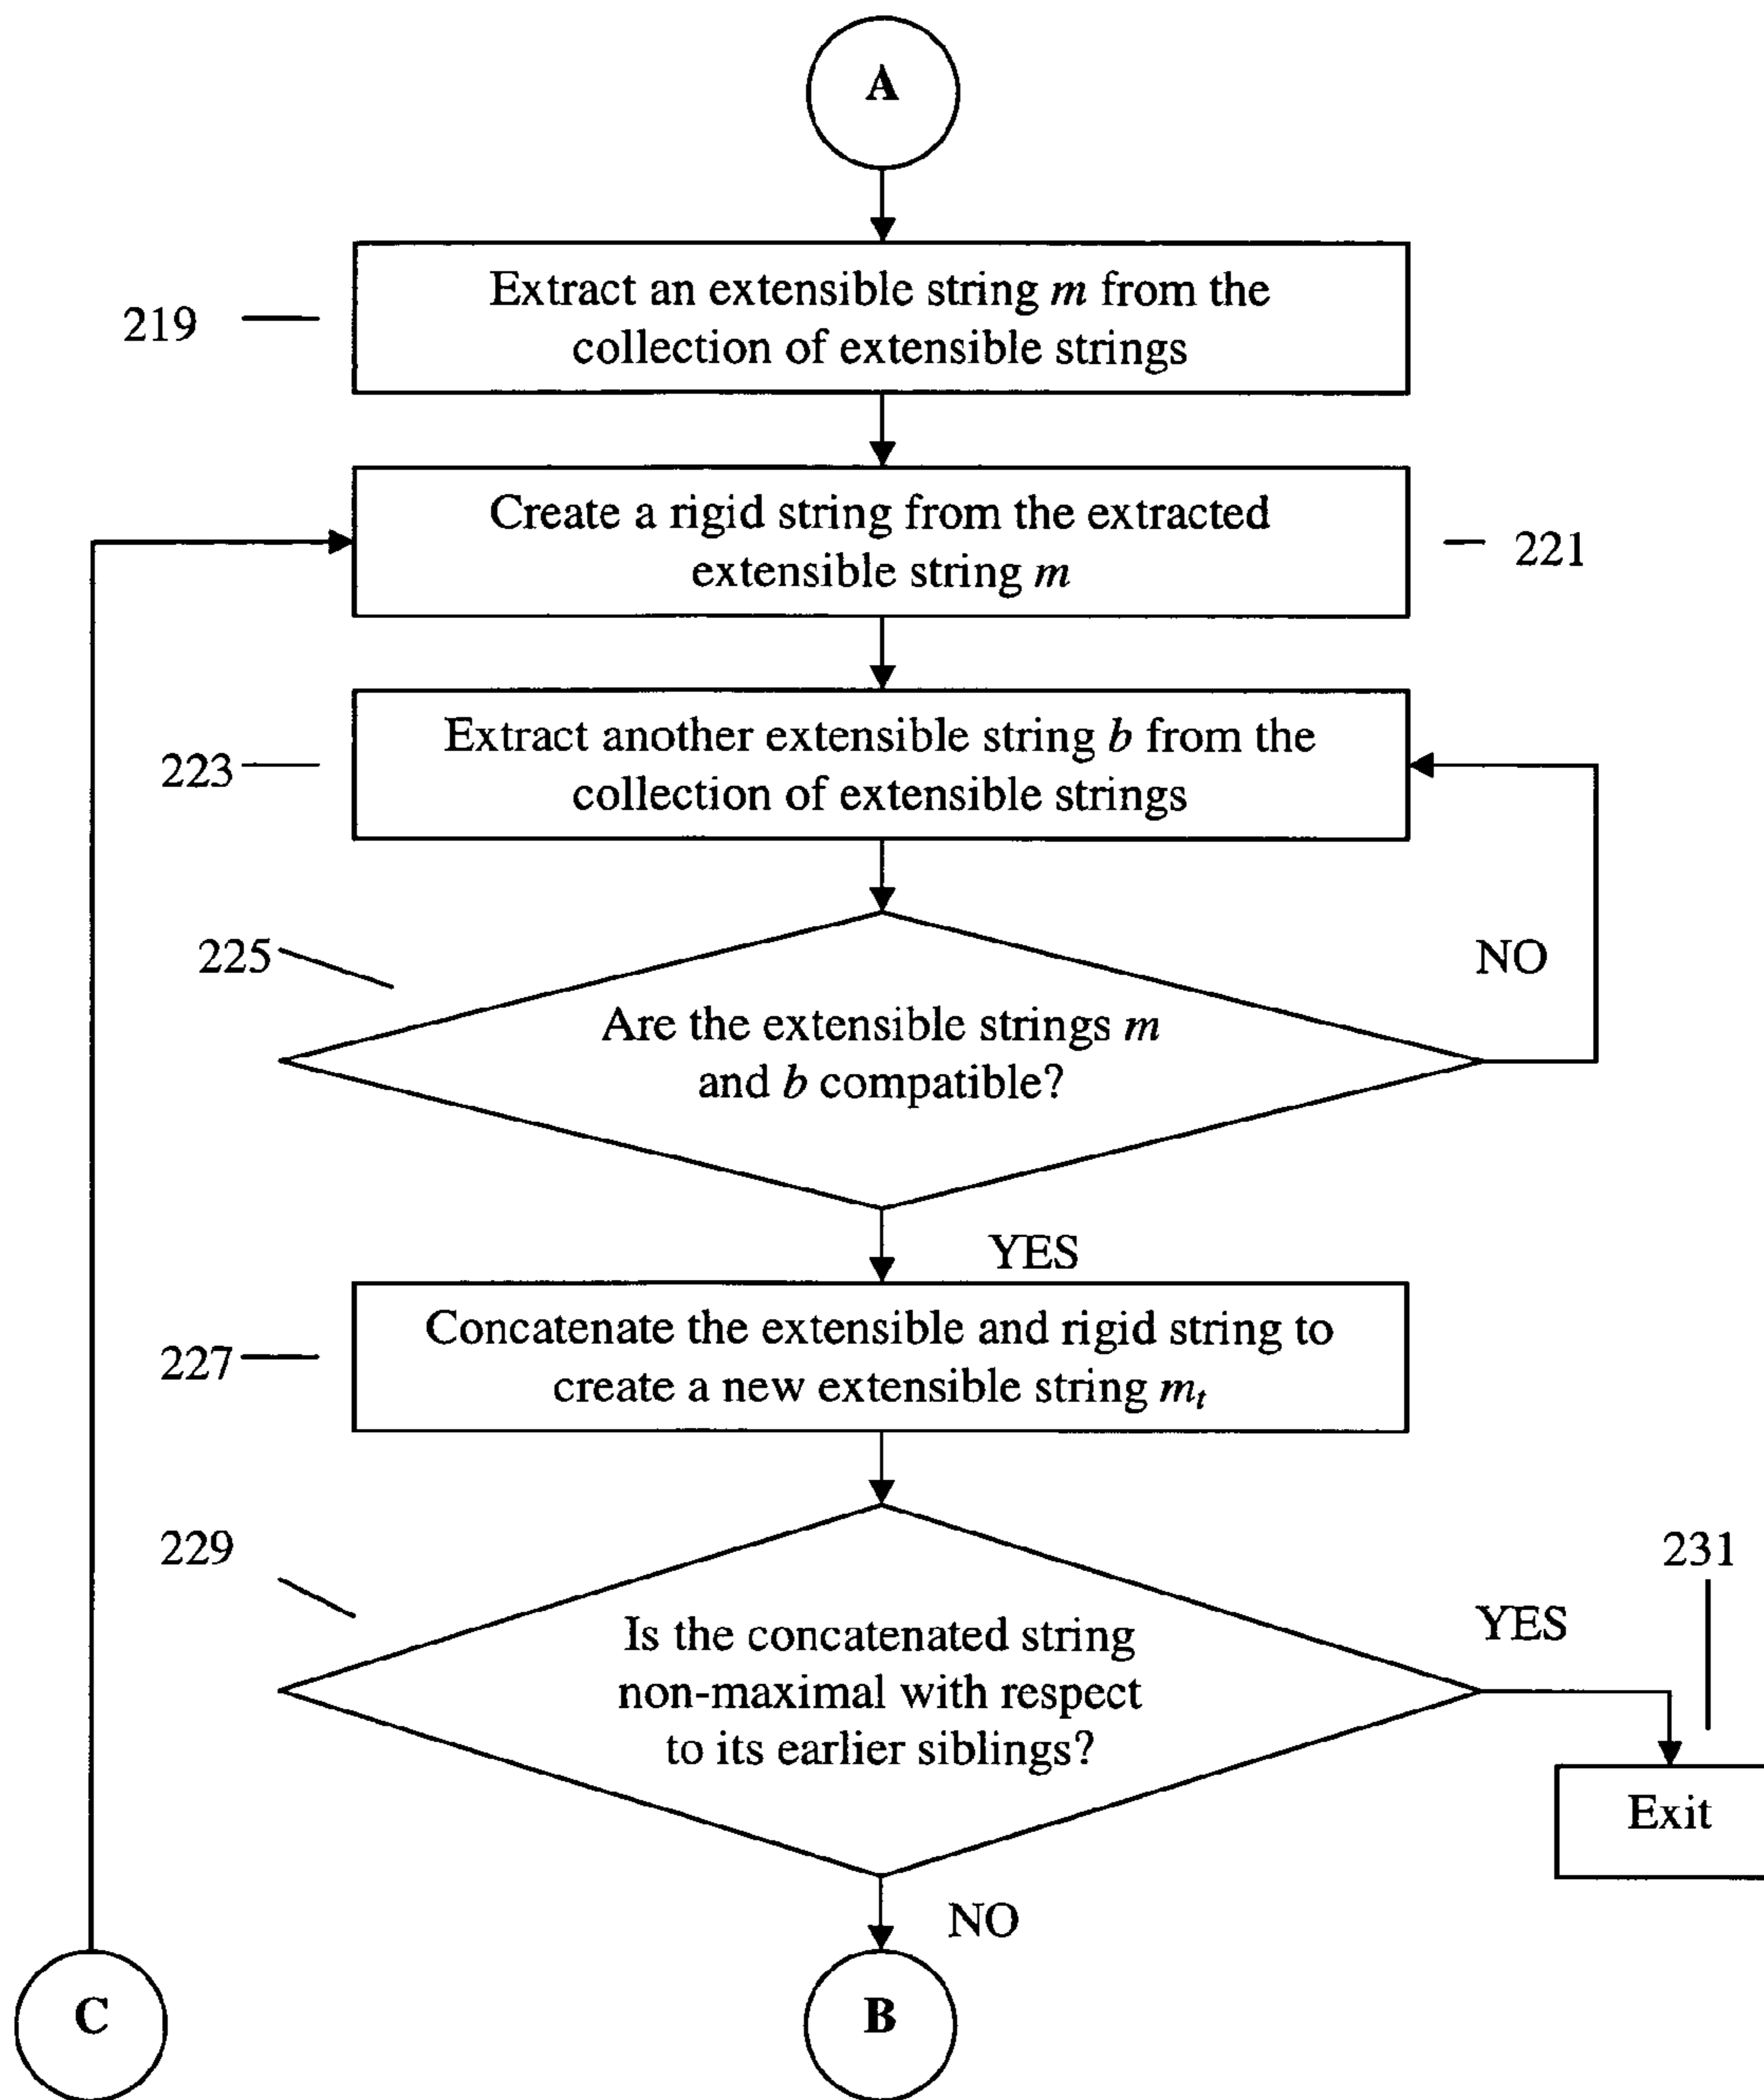 A
219
Extract an extensible string m from the
collection of extensible strings
Create a rigid string from the extracted
extensible string m
221
223
Extract another extensible string b from the
collection of extensible strings
225
NO
Are the extensible strings m
and b compatible?
YES
227
Concatenate the extensible and rigid string to
create a new extensible string mt
229
231
YES
Is the concatenated string
non-maximal with respect
to its earlier siblings?
Exit
NO
C
B